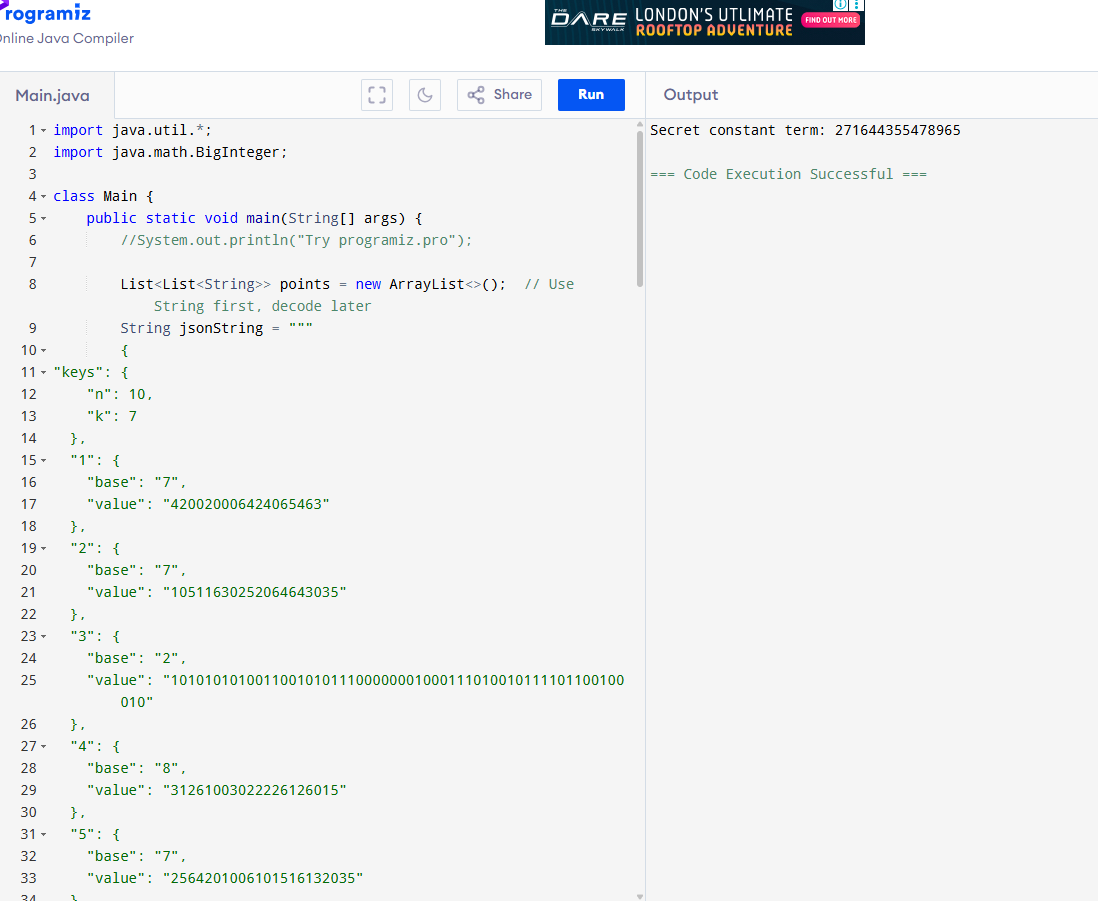 rogramiz
Online Java Compiler
THE DARE SKYWALK
LONDON'S UTLIMATE
ROOFTOP ADVENTURE
FIND OUT MORE
Main.java
Share
Run
Output
1 import java.util.*;
2 import java.math.BigInteger;
3
4 class Main {
5 public static void main(String[] args) {
6 //System.out.println("Try programiz.pro");
7
8 List<List<String>> points = new ArrayList<>(); // Use
String first, decode later
9 String jsonString = """
10 {
11 "keys": {
12 "n": 10,
13 "k": 7
14 },
15 "1": {
16 "base": "7",
17 "value": "420020006424065463"
18 },
19 "2": {
20 "base": "7",
21 "value": "10511630252064643035"
22 },
23 "3": {
24 "base": "2",
25 "value": "101010101001100101011100000001000111010010111101100100
010"
26 },
27 "4": {
28 "base": "8",
29 "value": "31261003022226126015"
30 },
31 "5": {
32 "base": "7",
33 "value": "2564201006101516132035"
34 }
Secret constant term: 271644355478965
=== Code Execution Successful ===